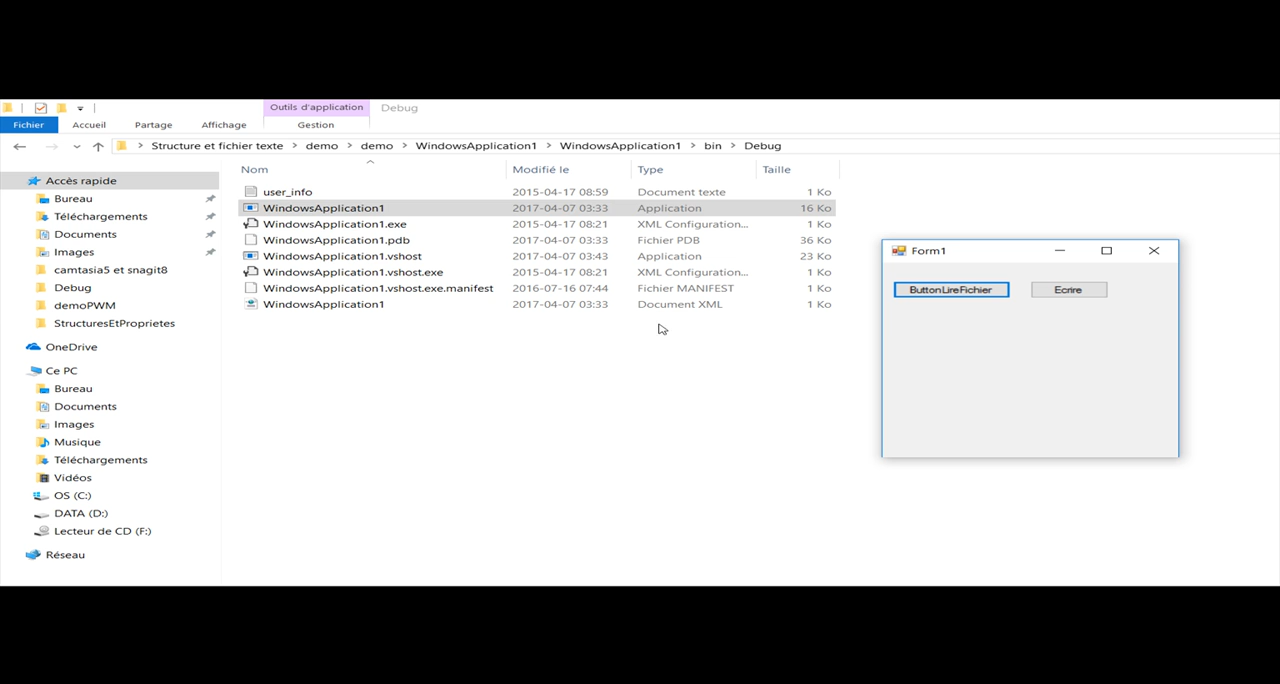 Outils d'application Debug
Fichier Accueil Partage Affichage Gestion
Structure et fichier texte > demo > demo > WindowsApplication1 > WindowsApplication1 > bin > Debug
Accès rapide
Bureau
Téléchargements
Documents
Images
camtasia5 et snagit8
Debug
demoPWM
StructuresEtProprietes
OneDrive
Ce PC
Bureau
Documents
Images
Musique
Téléchargements
Vidéos
OS (C:)
DATA (D:)
Lecteur de CD (F:)
Réseau
Nom Modifié le Type Taille
user_info 2015-04-17 08:59 Document texte 1 Ko
WindowsApplication1 2017-04-07 03:33 Application 16 Ko
WindowsApplication1.exe 2015-04-17 08:21 XML Configuration... 1 Ko
WindowsApplication1.pdb 2017-04-07 03:33 Fichier PDB 36 Ko
WindowsApplication1.vshost 2017-04-07 03:43 Application 23 Ko
WindowsApplication1.vshost.exe 2015-04-17 08:21 XML Configuration... 1 Ko
WindowsApplication1.vshost.exe.manifest 2016-07-16 07:44 Fichier MANIFEST 1 Ko
WindowsApplication1 2017-04-07 03:33 Document XML 1 Ko
Form1
ButtonLireFichier Ecrire